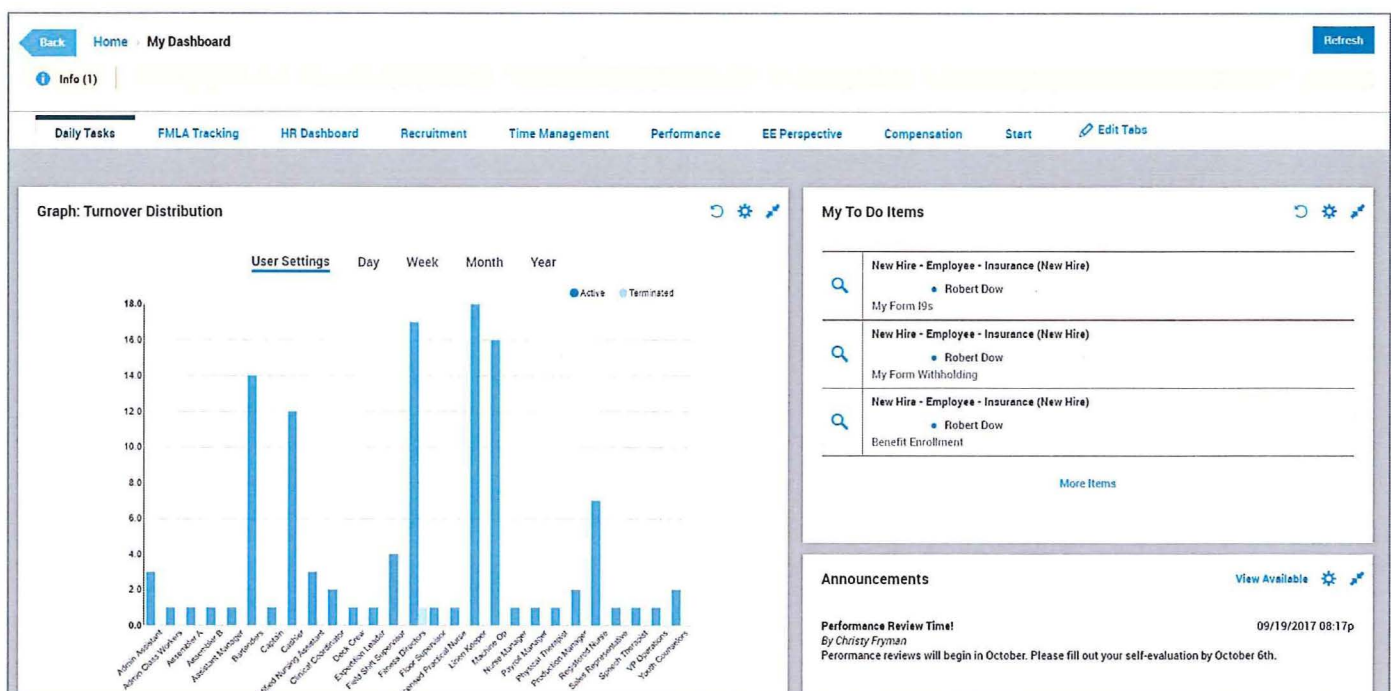 Back Home My Dashboard Refresh
Info (1)
Daily Tasks FMLA Tracking HR Dashboard Recruitment Time Management Performance EE Perspective Compensation Start Edit Tabs
Graph: Turnover Distribution
User Settings Day Week Month Year
Active Terminated
18.0
16.0
14.0
12.0
10.0
8.0
6.0
4.0
2.0
0.0
Admin Assistant
Admin Class Workers
Assembler A
Assembler B
Assistant Manager
Bartenders
Captain
Cashier
Nursing Assistant
Clinical Coordinator
Deck Crew
Expedition Leader
Field Shift Supervisor
Fitness Directors
Floor Supervisor
Practical Nurse
Linen Keeper
Machine Op
Nurse Manager
Payroll Manager
Physical Therapist
Production Manager
Registered Nurse
Sales Representative
Speech Therapist
VP Operations
Youth Counselors
My To Do Items
New Hire - Employee - Insurance (New Hire)
Robert Dow
My Form I9s
New Hire - Employee - Insurance (New Hire)
Robert Dow
My Form Withholding
New Hire - Employee - Insurance (New Hire)
Robert Dow
Benefit Enrollment
More Items
Announcements View Available
Performance Review Time! 09/19/2017 08:17p
By Christy Fryman
Perormance reviews will begin in October. Please fill out your self-evaluation by October 6th.